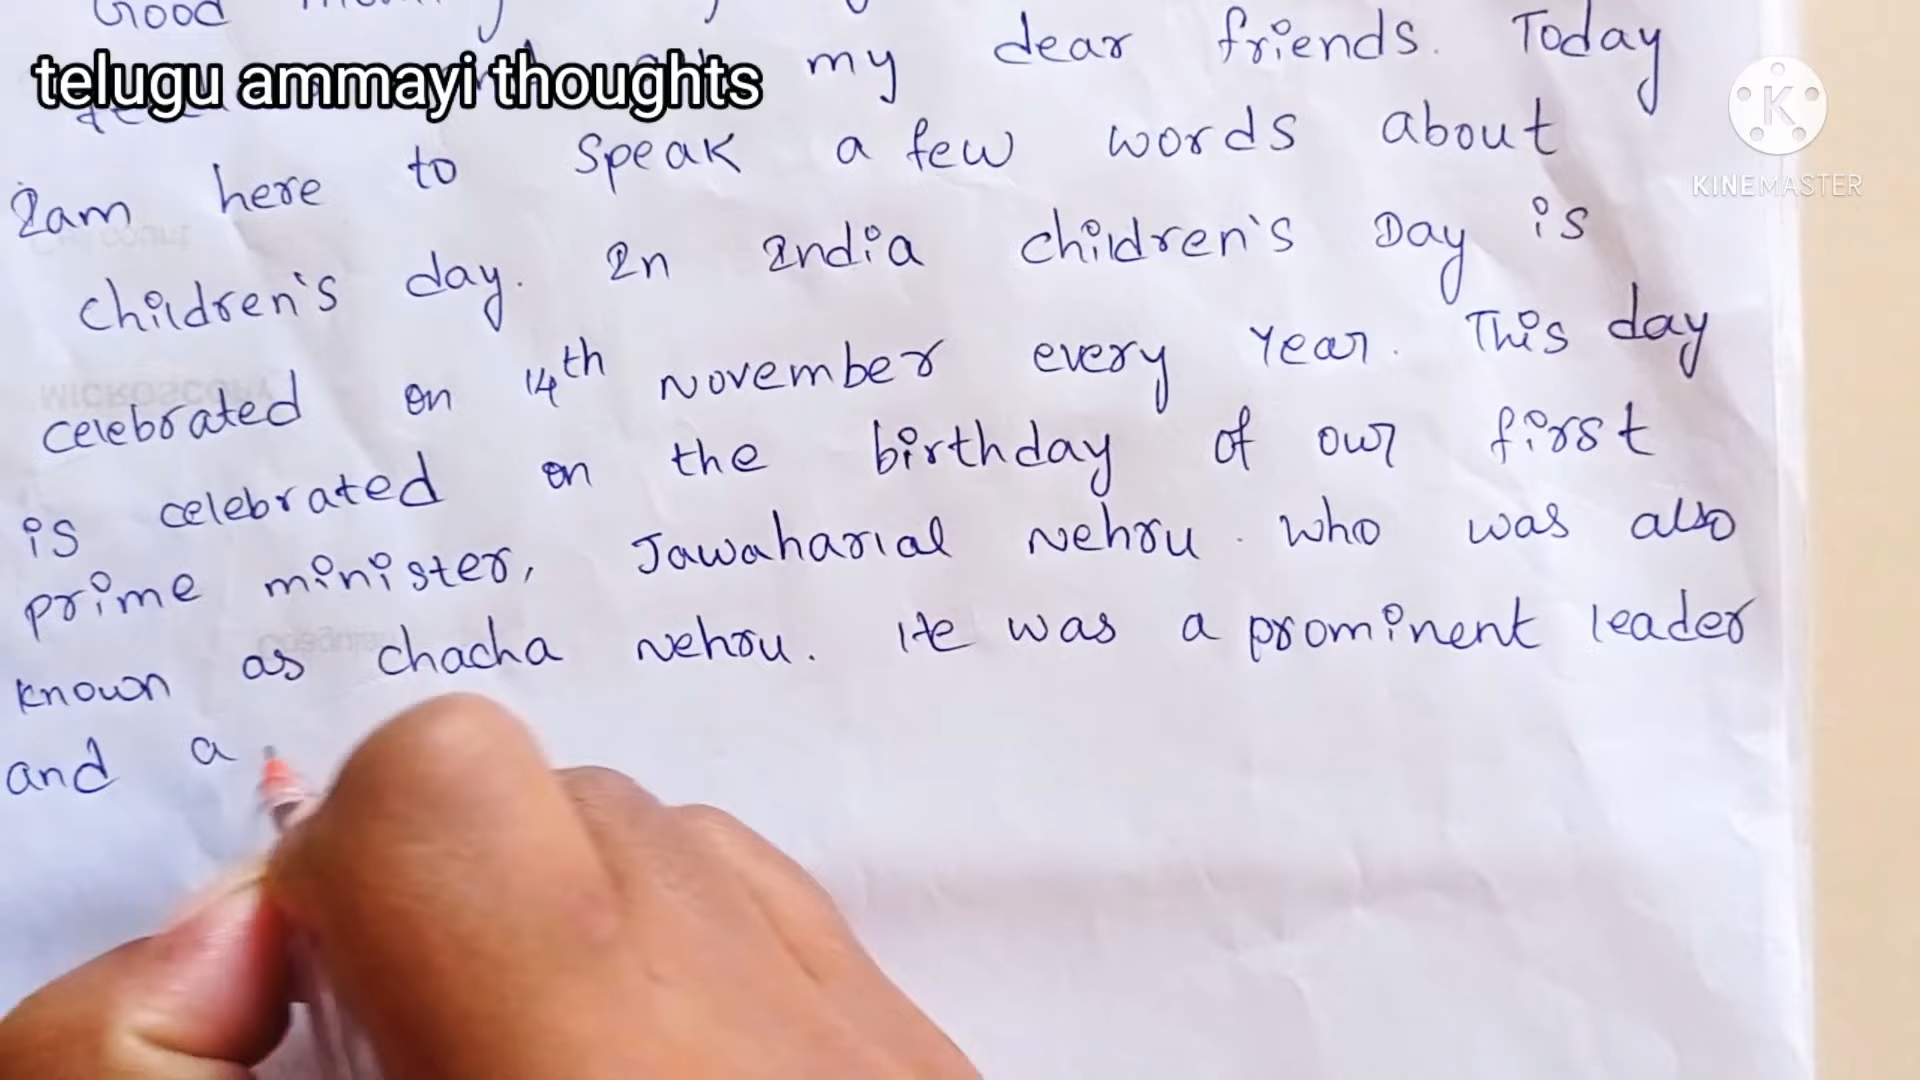 Good
telugu ammayi thoughts
my dear friends. Today
KINEMASTER
I am here to speak a few words about
children's day. In India children's Day is
celebrated on 14th November every Year. This day
is celebrated on the birthday of our first
prime minister, Jawaharlal Nehru. Who was also
known as chacha Nehru. He was a prominent leader
and a